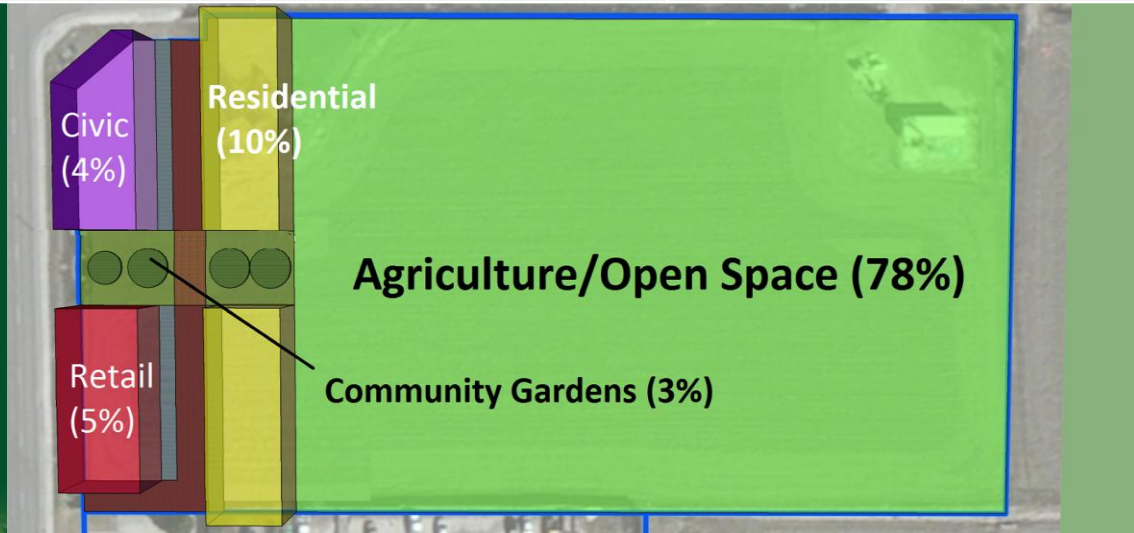 Civic
(4%)
Residential
(10%)
Agriculture/Open Space (78%)
Retail
(5%)
Community Gardens (3%)